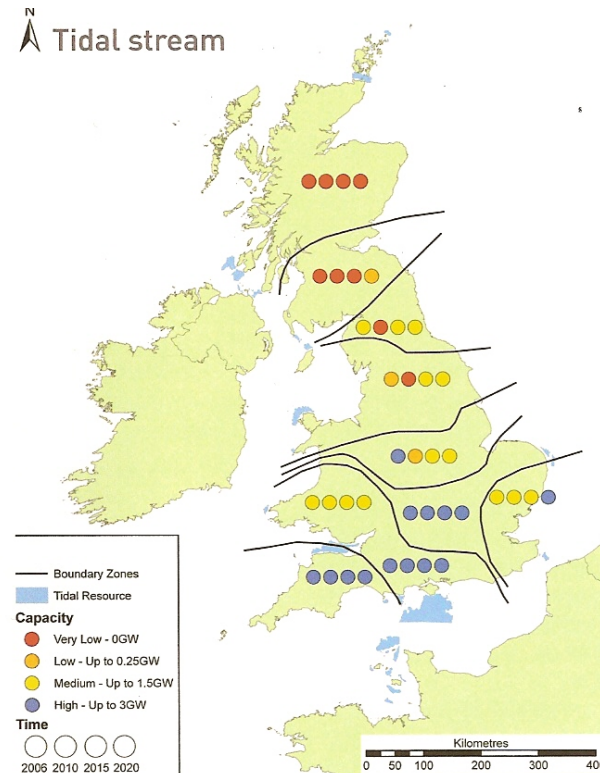 N
Tidal stream
s
Boundary Zones
Tidal Resource
Capacity
Very Low - 0GW
Low - Up to 0.25GW
Medium - Up to 1.5GW
High - Up to 3GW
Time
2006 2010 2015 2020
Kilometres
0 50 100 200 300 400